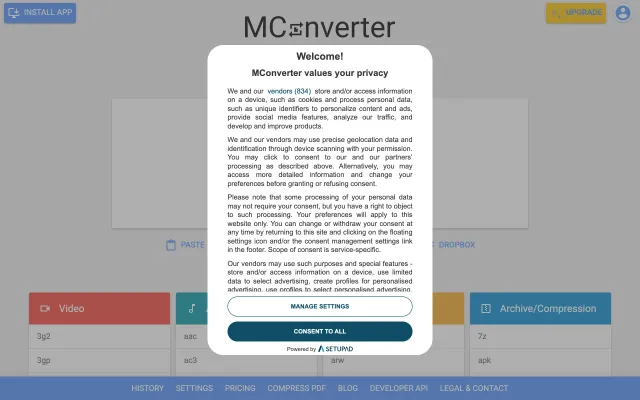 INSTALL APP
MConverter
UPGRADE
Welcome!
MConverter values your privacy
We and our vendors (834) store and/or access information
on a device, such as cookies and process personal data,
such as unique identifiers to personalize content and ads,
provide social media features, analyze our traffic, and
develop and improve products.
We and our vendors may use precise geolocation data and
identification through device scanning with your permission.
You may click to consent to our and our partners'
processing as described above. Alternatively, you may
access more detailed information and change your
preferences before granting or refusing consent.
Please note that some processing of your personal data
may not require your consent, but you have a right to object
to such processing. Your preferences will apply to this
website only. You can change or withdraw your consent at
any time by returning to this site and clicking on the floating
settings icon and/or the consent management settings link
in the footer. Scope of consent is service-specific.
Our vendors may use such purposes and special features -
store and/or access information on a device, use limited
data to select advertising, create profiles for personalised
advertising, use profiles to select personalised advertising,
MANAGE SETTINGS
CONSENT TO ALL
Powered by SETUPAD
PASTE
DROPBOX
Video
Archive/Compression
3g2
aac
7z
3gp
ac3
arw
apk
HISTORY SETTINGS PRICING COMPRESS PDF BLOG DEVELOPER API LEGAL & CONTACT